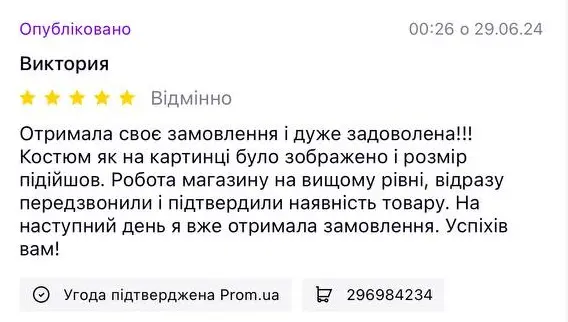 Опубліковано 00:26 о 29.06.24
Виктория
Відмінно
Отримала своє замовлення і дуже задоволена!!!
Костюм як на картинці було зображено і розмір
підійшов. Робота магазину на вищому рівні, відразу
передзвонили і підтвердили наявність товару. На
наступний день я вже отримала замовлення. Успіхів
вам!
Угода підтверджена Prom.ua 296984234